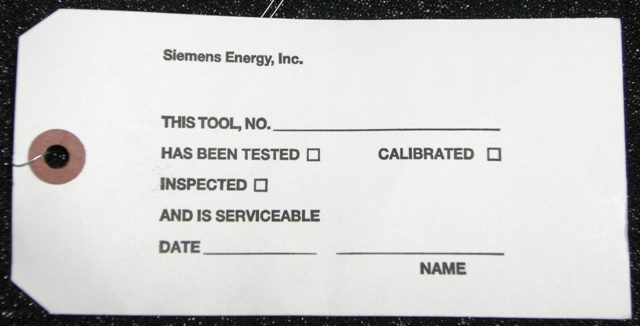 Siemens Energy, Inc.
THIS TOOL, NO.
HAS BEEN TESTED ☐ CALIBRATED ☐
INSPECTED ☐
AND IS SERVICEABLE
DATE
NAME